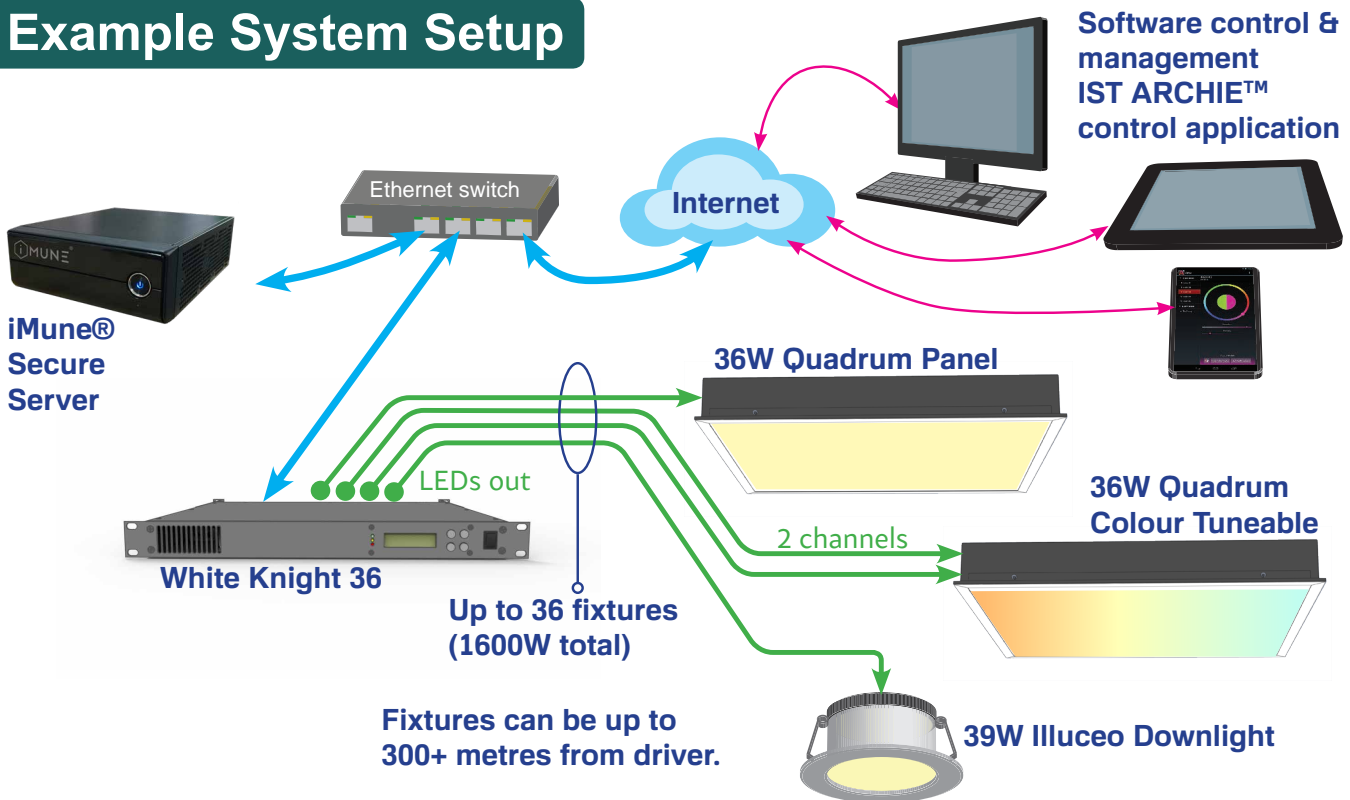 Example System Setup
Software control &
management
IST ARCHIE™
control application
Ethernet switch
Internet
iMUNE®
iMune®
Secure
Server
36W Quadrum Panel
LEDs out
36W Quadrum
Colour Tuneable
2 channels
White Knight 36
Up to 36 fixtures
(1600W total)
Fixtures can be up to
300+ metres from driver.
39W Illuceo Downlight